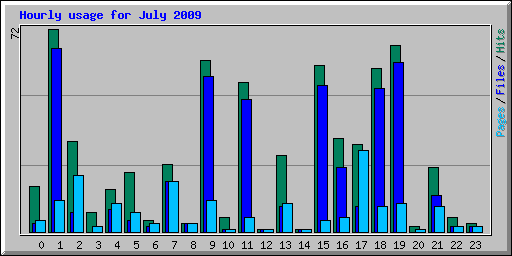 Hourly usage for July 2009
72
Pages / Files / Hits
0 1 2 3 4 5 6 7 8 9 10 11 12 13 14 15 16 17 18 19 20 21 22 23